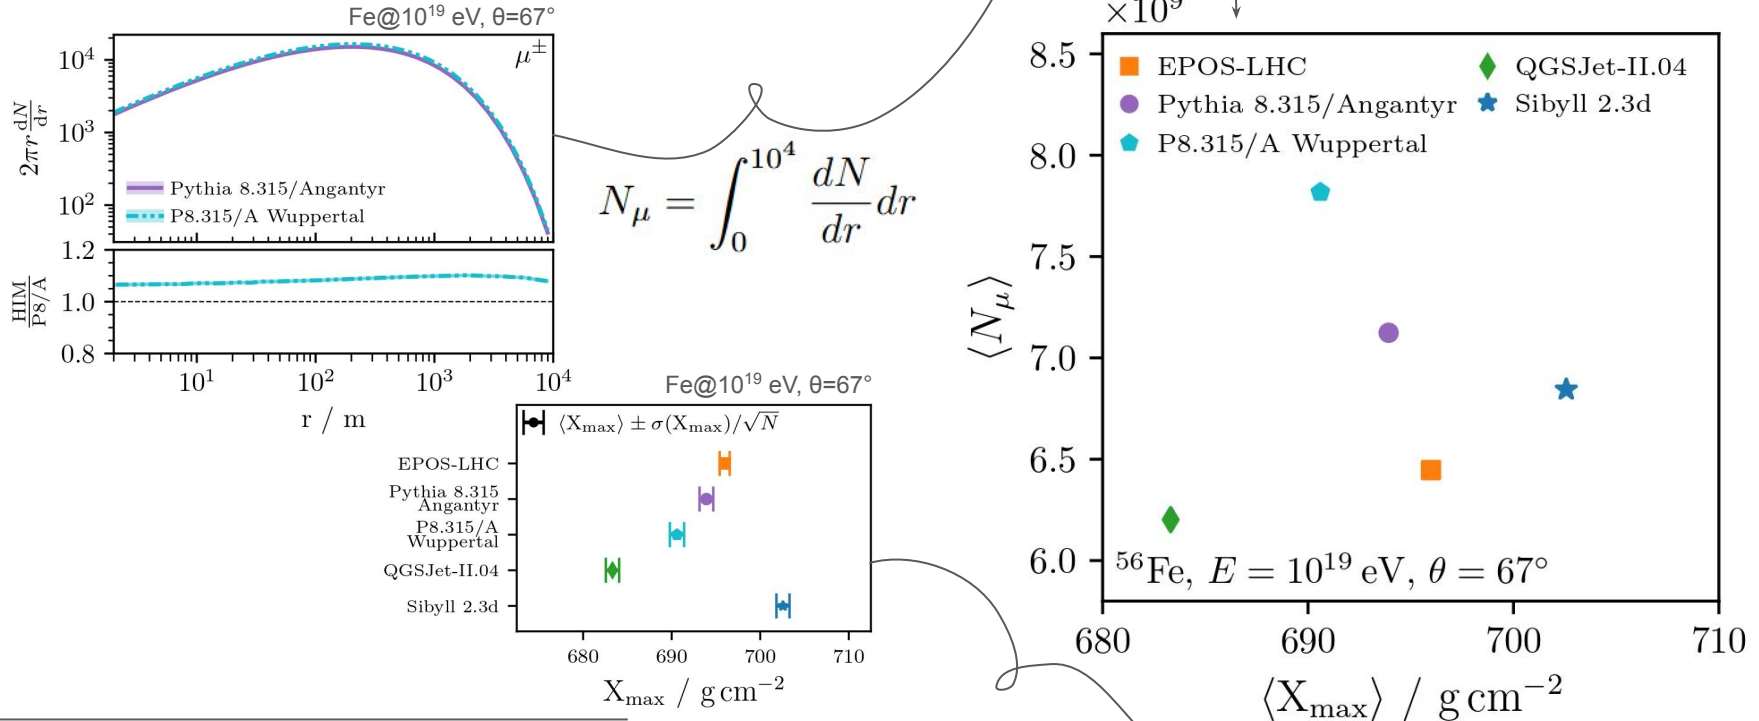 Fe@10¹⁹ eV, θ=67°
μ±
2πr dN/dr
10⁴
10³
10²
Pythia 8.315/Angantyr
P8.315/A Wuppertal
HIM/P8/A
1.2
1.0
0.8
10¹ 10² 10³ 10⁴
r / m
N_μ = ∫₀^{10⁴} dN/dr dr
Fe@10¹⁹ eV, θ=67°
⟨X_max⟩ ± σ(X_max)/√N
EPOS-LHC
Pythia 8.315
Angantyr
P8.315/A
Wuppertal
QGSJet-II.04
Sibyll 2.3d
680 690 700 710
X_max / g cm⁻²
×10⁹
8.5
8.0
7.5
7.0
6.5
6.0
⟨N_μ⟩
EPOS-LHC
Pythia 8.315/Angantyr
P8.315/A Wuppertal
QGSJet-II.04
Sibyll 2.3d
⁵⁶Fe, E = 10¹⁹ eV, θ = 67°
680 690 700 710
⟨X_max⟩ / g cm⁻²